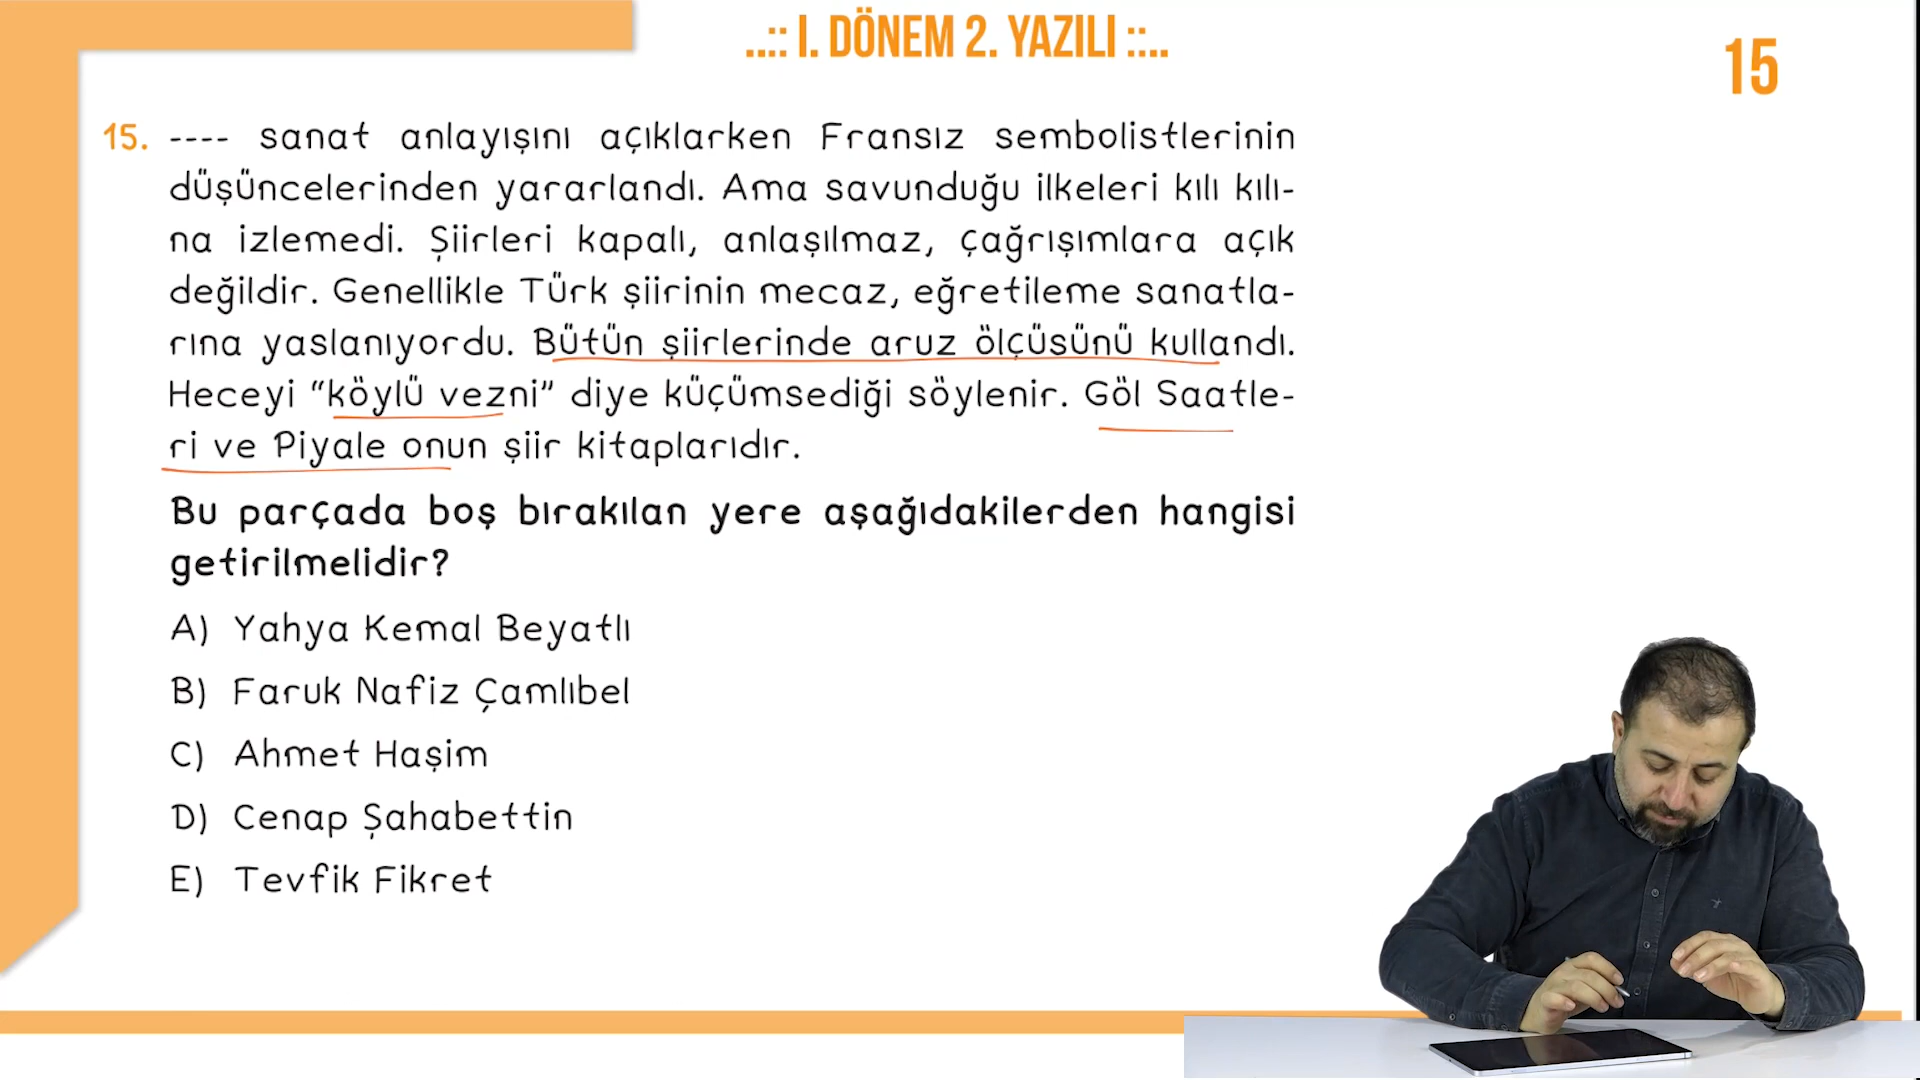 ..:: I. DÖNEM 2. YAZILI ::..
15
15. ---- sanat anlayışını açıklarken Fransız sembolistlerinin
düşüncelerinden yararlandı. Ama savunduğu ilkeleri kılı kılı-
na izlemedi. Şiirleri kapalı, anlaşılmaz, çağrışımlara açık
değildir. Genellikle Türk şiirinin mecaz, eğretileme sanatla-
rına yaslanıyordu. Bütün şiirlerinde aruz ölçüsünü kullandı.
Heceyi “köylü vezni” diye küçümsediği söylenir. Göl Saatle-
ri ve Piyale onun şiir kitaplarıdır.
Bu parçada boş bırakılan yere aşağıdakilerden hangisi
getirilmelidir?
A) Yahya Kemal Beyatlı
B) Faruk Nafiz Çamlıbel
C) Ahmet Haşim
D) Cenap Şahabettin
E) Tevfik Fikret